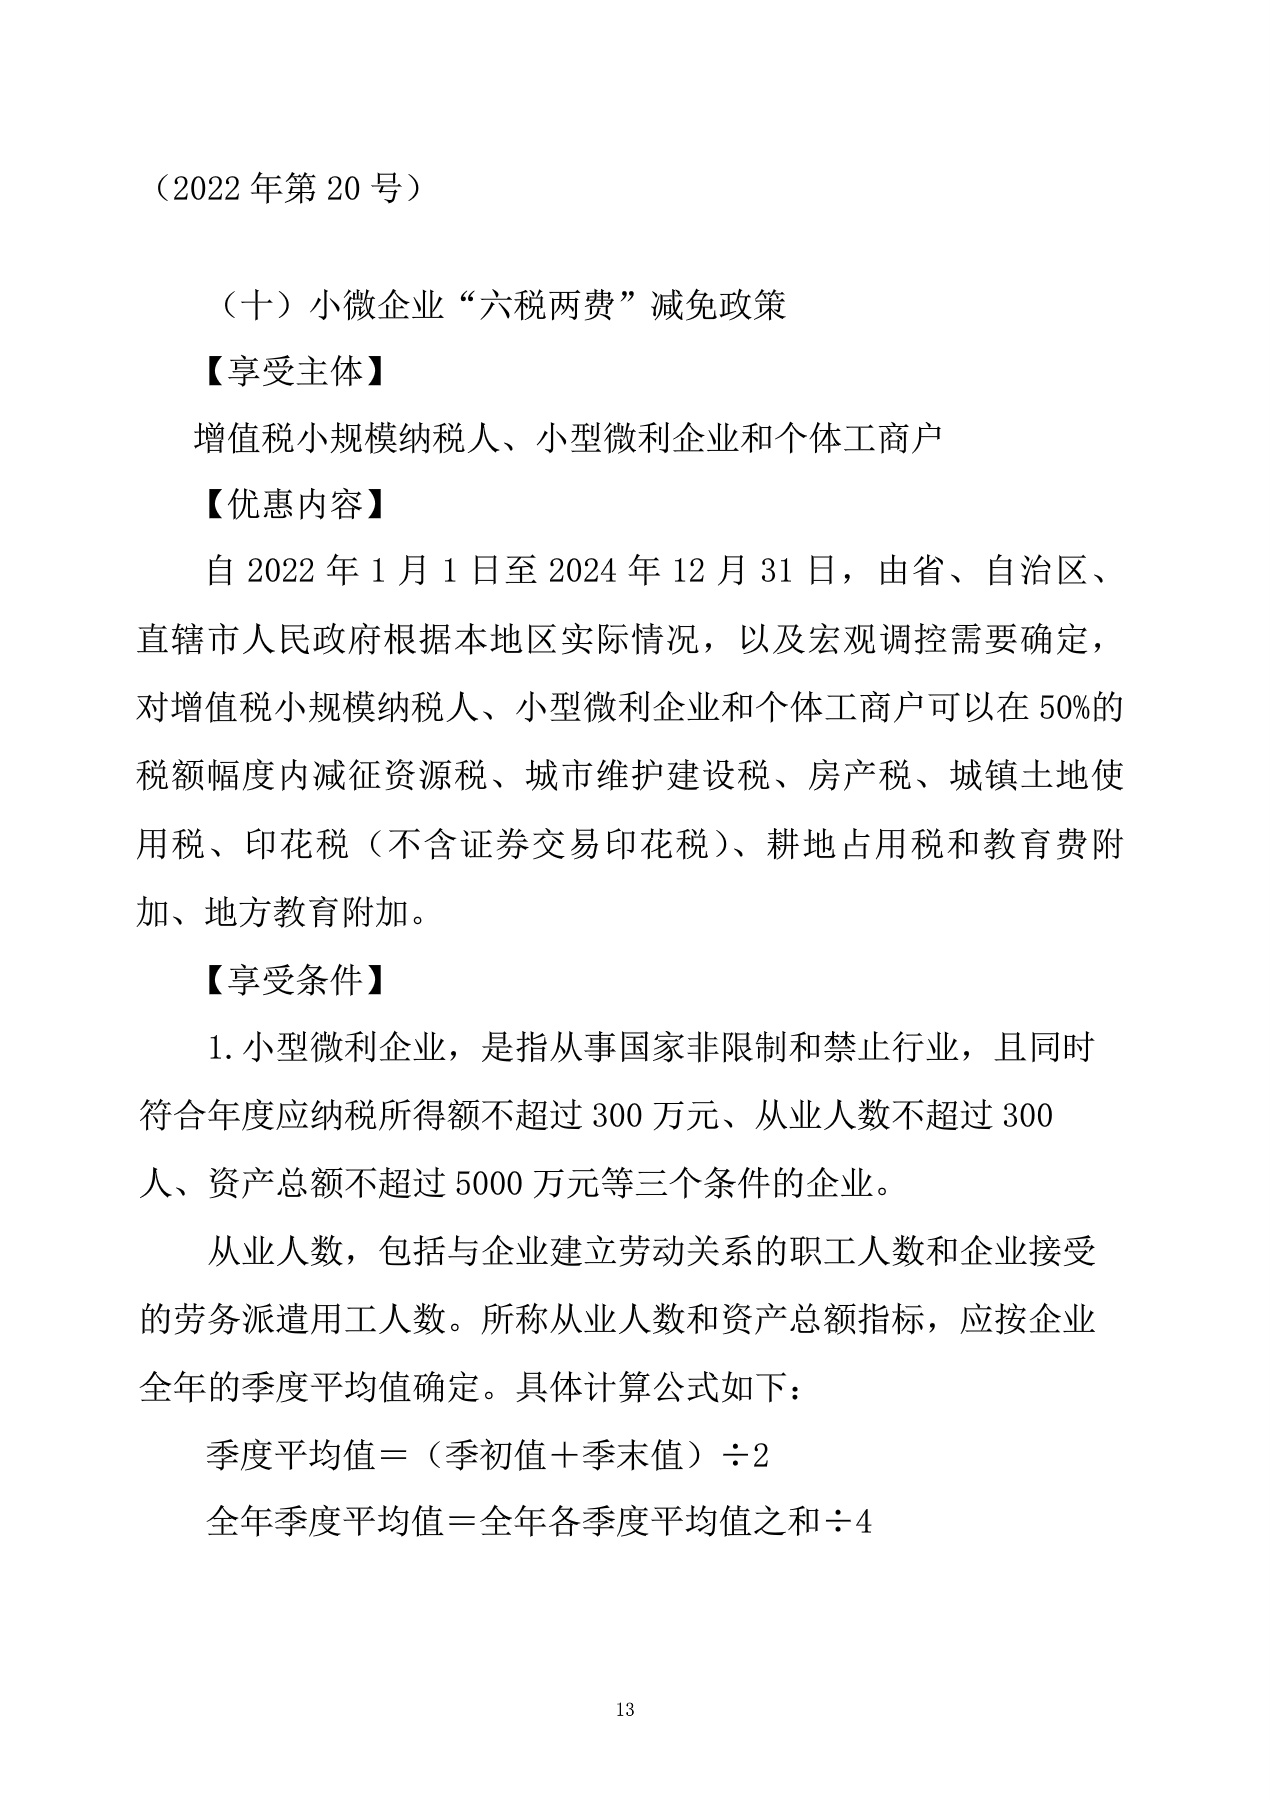 （2022 年第 20 号）
（十）小微企业“六税两费”减免政策
【享受主体】
增值税小规模纳税人、小型微利企业和个体工商户
【优惠内容】
自 2022 年 1 月 1 日至 2024 年 12 月 31 日，由省、自治区、
直辖市人民政府根据本地区实际情况，以及宏观调控需要确定，
对增值税小规模纳税人、小型微利企业和个体工商户可以在 50%的
税额幅度内减征资源税、城市维护建设税、房产税、城镇土地使
用税、印花税（不含证券交易印花税）、耕地占用税和教育费附
加、地方教育附加。
【享受条件】
1.小型微利企业，是指从事国家非限制和禁止行业，且同时
符合年度应纳税所得额不超过 300 万元、从业人数不超过 300
人、资产总额不超过 5000 万元等三个条件的企业。
从业人数，包括与企业建立劳动关系的职工人数和企业接受
的劳务派遣用工人数。所称从业人数和资产总额指标，应按企业
全年的季度平均值确定。具体计算公式如下：
季度平均值＝（季初值＋季末值）÷2
全年季度平均值＝全年各季度平均值之和÷4
13